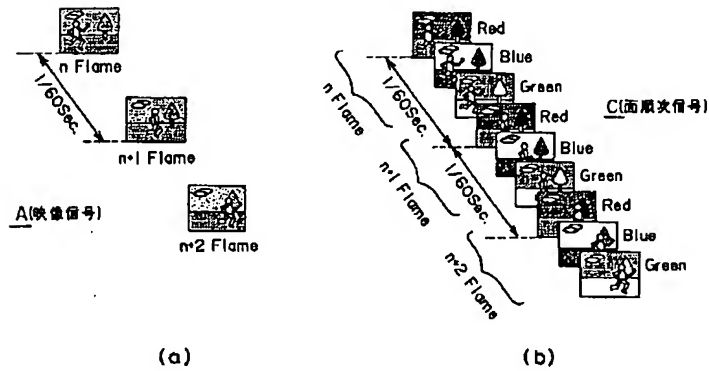 n Flame
1/60Sec.
n+1 Flame
A(映像信号)
n+2 Flame
(a)
Red
Blue
Green
Red
Blue
Green
Red
Blue
Green
C(面順次信号)
1/60Sec.
1/60Sec.
n Flame
n+1 Flame
n+2 Flame
(b)